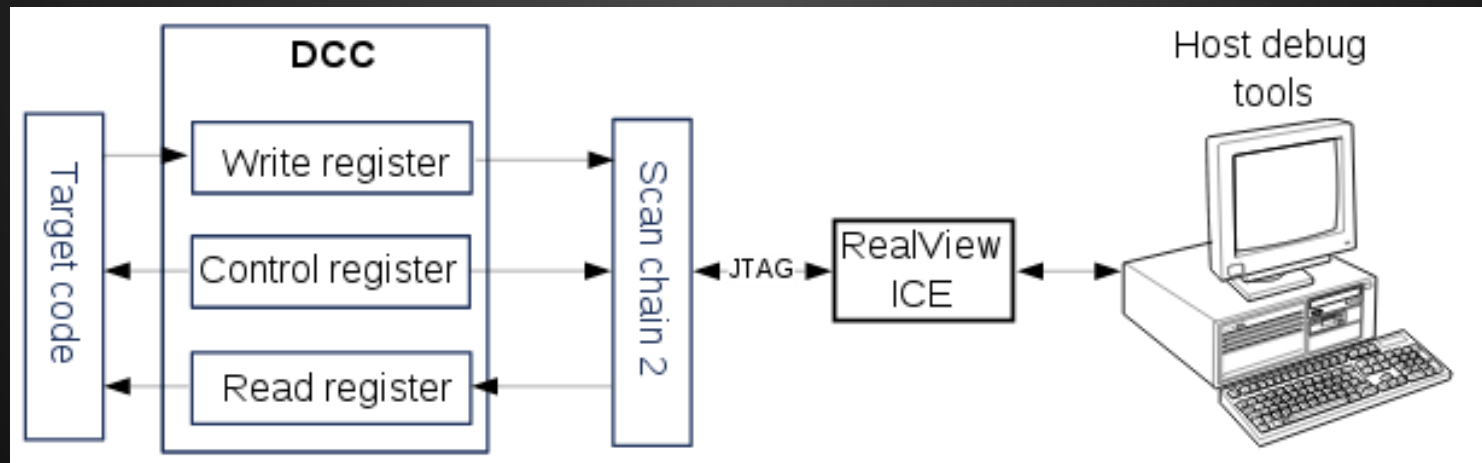 DCC
Host debug
tools
Target code
Write register
Control register
Read register
Scan chain 2
JTAG
RealView
ICE